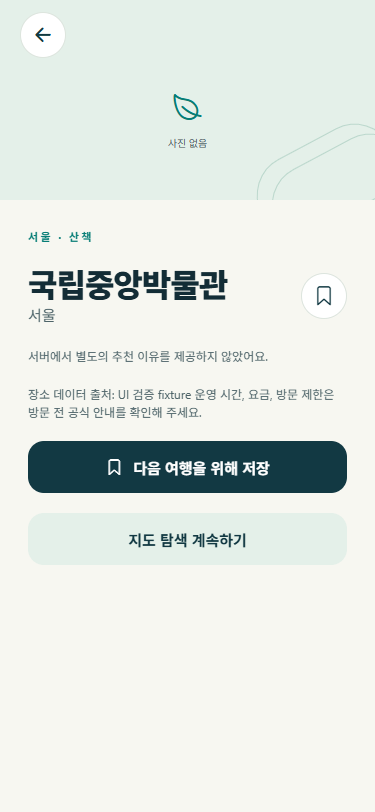 사진 없음
서울 · 산책
국립중앙박물관
서울
서버에서 별도의 추천 이유를 제공하지 않았어요.
장소 데이터 출처: UI 검증 fixture 운영 시간, 요금, 방문 제한은
방문 전 공식 안내를 확인해 주세요.
다음 여행을 위해 저장
지도 탐색 계속하기